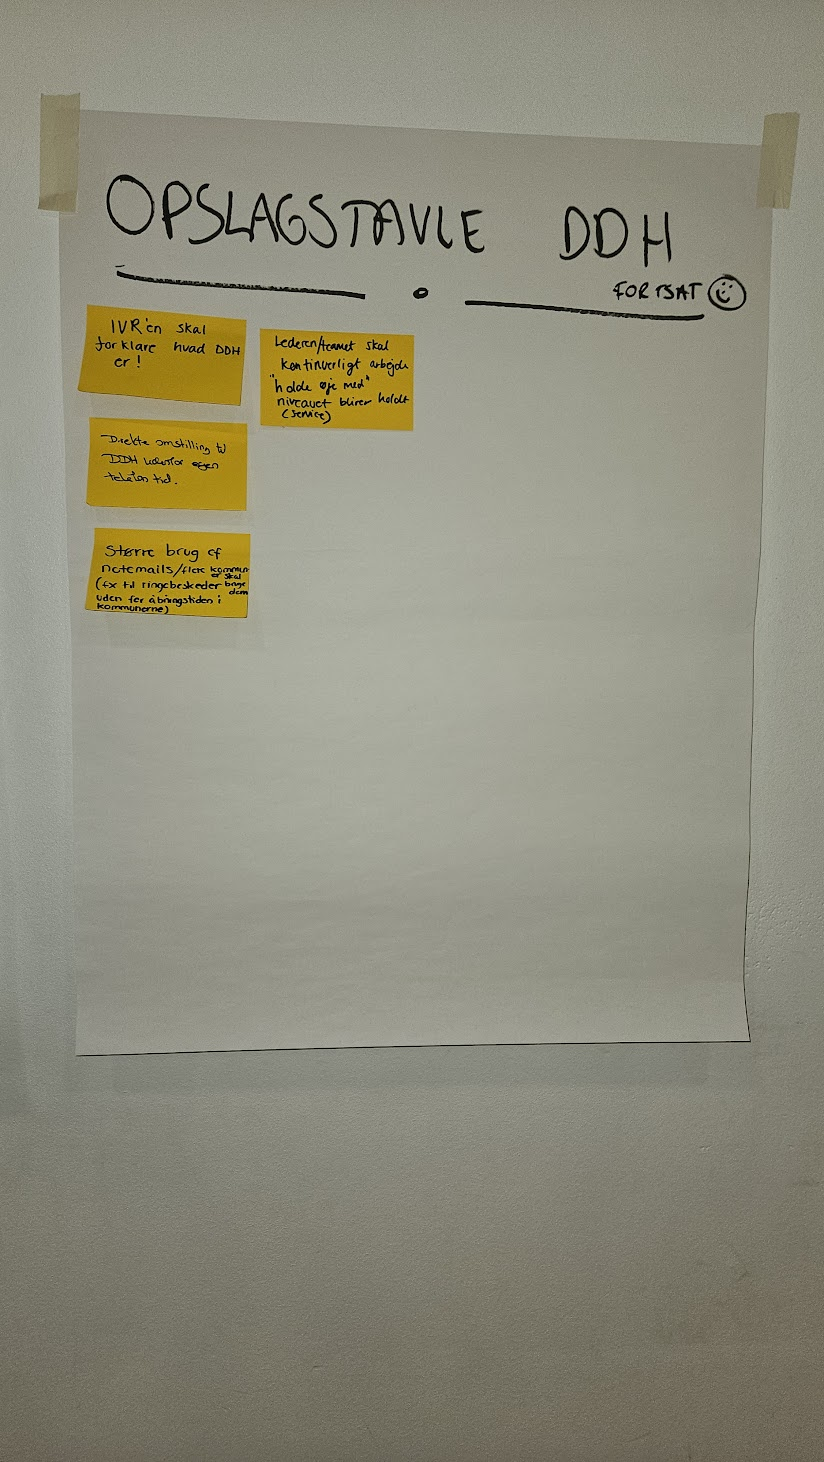 OPSLAGSTAVLE DDH
FORTSAT
IVR'en skal
forklare hvad DDH
er!
Lederen/teamet skal
kontinuerligt arbejde
"holde øje med"
niveauet bliver holdt
(service)
Direkte omstilling til
DDH udenfor egen
telefon tid.
Større brug af
notemails/flere kommun
er skal
(fx til ringebeskeder bruge
dem
uden for åbningstiden i
kommunerne)